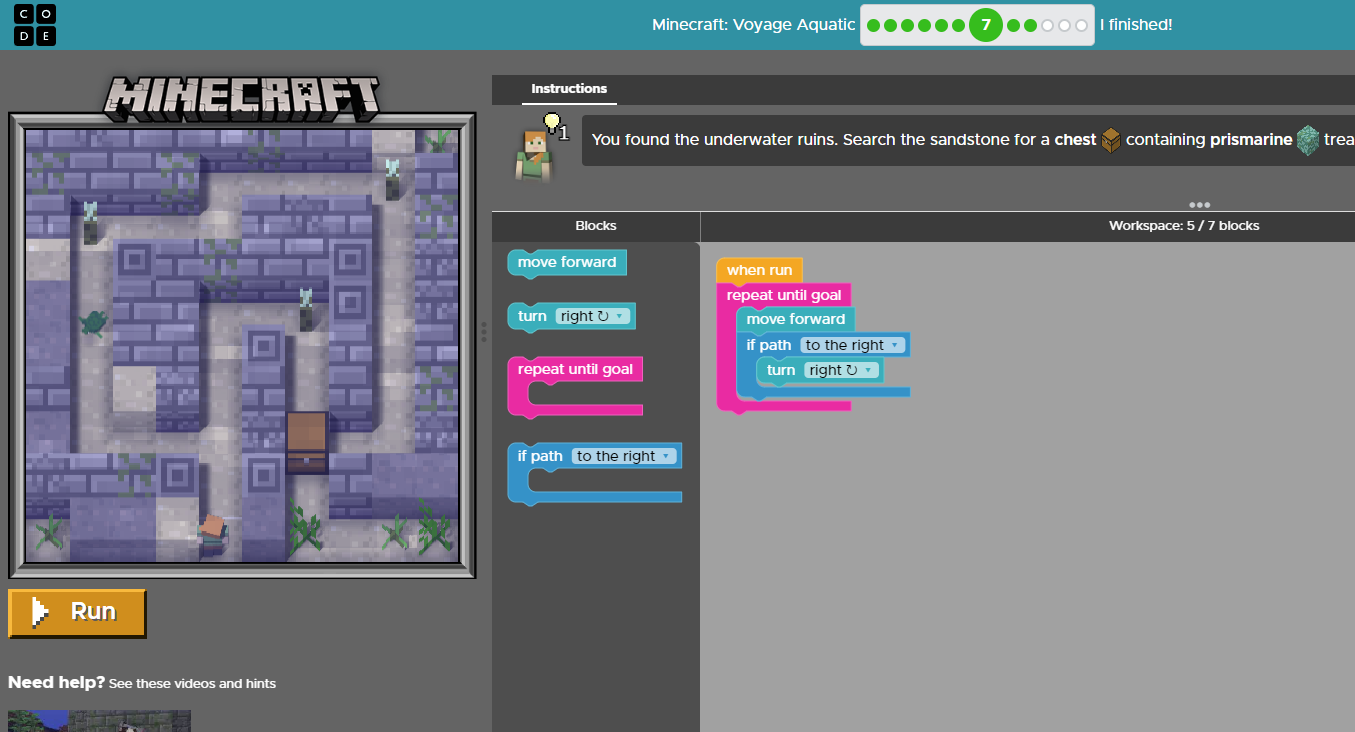 C O
D E
Minecraft: Voyage Aquatic
7
I finished!
MINECRAFT
Instructions
1
You found the underwater ruins. Search the sandstone for a chest containing prismarine trea
Blocks
Workspace: 5 / 7 blocks
move forward
turn right ↻
repeat until goal
if path to the right
when run
repeat until goal
move forward
if path to the right
turn right ↻
Run
Need help? See these videos and hints